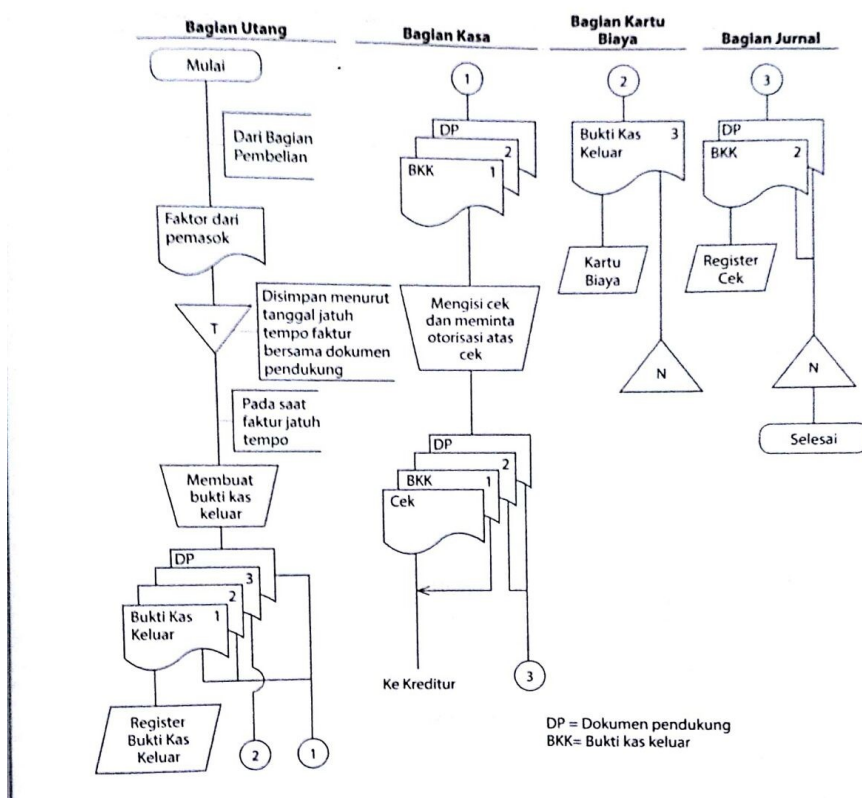 Bagian Utang
Mulai
Dari Bagian
Pembelian
Faktor dari
pemasok
T
Disimpan menurut
tanggal jatuh
tempo faktur
bersama dokumen
pendukung
Pada saat
faktur jatuh
tempo
Membuat
bukti kas
keluar
DP
3
2
Bukti Kas 1
Keluar
Register
Bukti Kas
Keluar
2
1
Bagian Kasa
1
DP
2
BKK 1
Mengisi cek
dan meminta
otorisasi atas
cek
DP
2
BKK 1
Cek
Ke Kreditur
3
Bagian Kartu
Biaya
2
Bukti Kas 3
Keluar
Kartu
Biaya
N
Bagian Jurnal
3
DP
BKK 2
Register
Cek
N
Selesai
DP = Dokumen pendukung
BKK= Bukti kas keluar